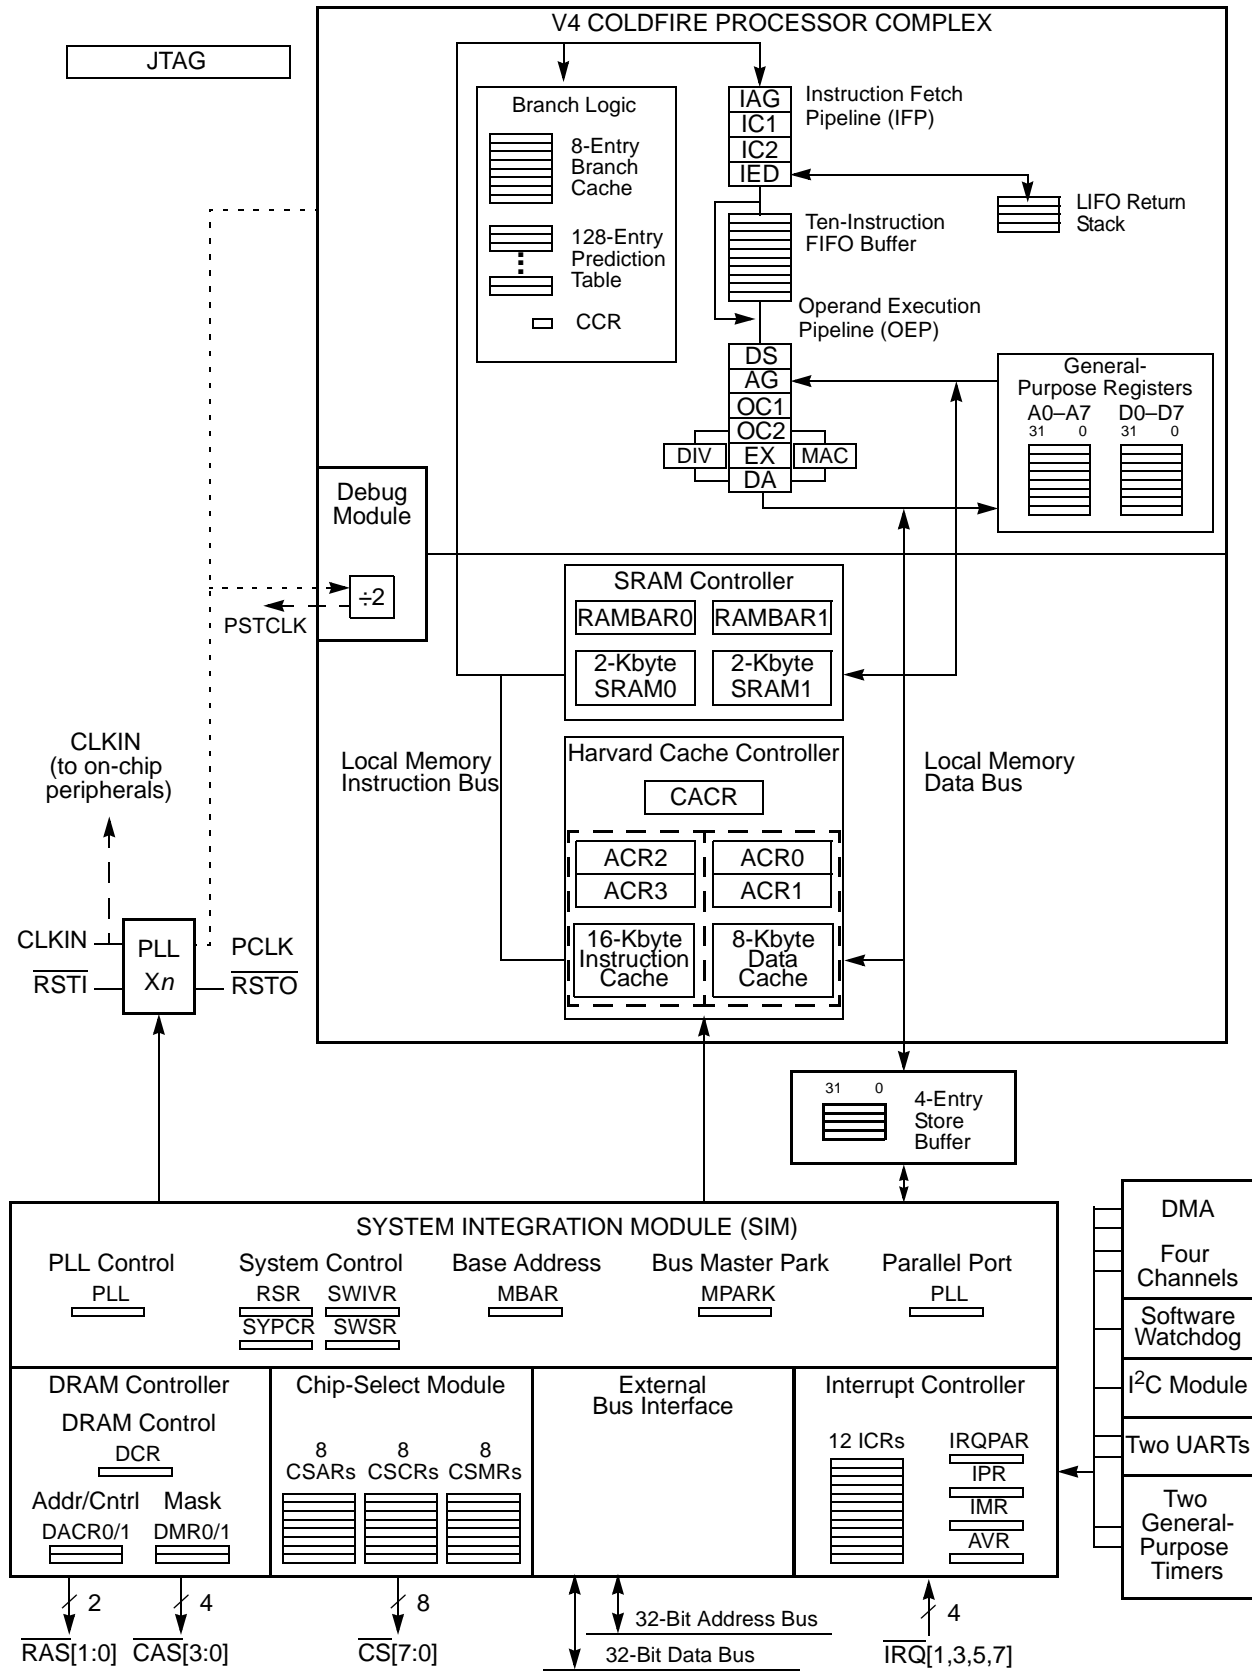 V4 COLDFIRE PROCESSOR COMPLEX
JTAG
Branch Logic
8-Entry
Branch
Cache
128-Entry
Prediction
Table
CCR
IAG
IC1
IC2
IED
Instruction Fetch
Pipeline (IFP)
LIFO Return
Stack
Ten-Instruction
FIFO Buffer
Operand Execution
Pipeline (OEP)
DS
AG
OC1
OC2
DIV
EX
MAC
DA
General-
Purpose Registers
A0–A7 D0–D7
31 0 31 0
Debug
Module
÷2
PSTCLK
SRAM Controller
RAMBAR0
RAMBAR1
2-Kbyte
SRAM0
2-Kbyte
SRAM1
Local Memory
Instruction Bus
Harvard Cache Controller
Local Memory
Data Bus
CACR
ACR2
ACR3
ACR0
ACR1
16-Kbyte
Instruction
Cache
8-Kbyte
Data
Cache
CLKIN
(to on-chip
peripherals)
CLKIN
RSTI
PLL
Xn
PCLK
RSTO
31 0
4-Entry
Store
Buffer
SYSTEM INTEGRATION MODULE (SIM)
PLL Control
PLL
System Control
RSR SWIVR
SYPCR SWSR
Base Address
MBAR
Bus Master Park
MPARK
Parallel Port
PLL
DMA
Four
Channels
Software
Watchdog
I²C Module
Two UARTs
Two
General-
Purpose
Timers
DRAM Controller
DRAM Control
DCR
Addr/Cntrl Mask
DACR0/1 DMR0/1
Chip-Select Module
8 8 8
CSARs CSCRs CSMRs
External
Bus Interface
Interrupt Controller
12 ICRs
IRQPAR
IPR
IMR
AVR
2
4
8
4
RAS[1:0]
CAS[3:0]
CS[7:0]
32-Bit Address Bus
32-Bit Data Bus
IRQ[1,3,5,7]